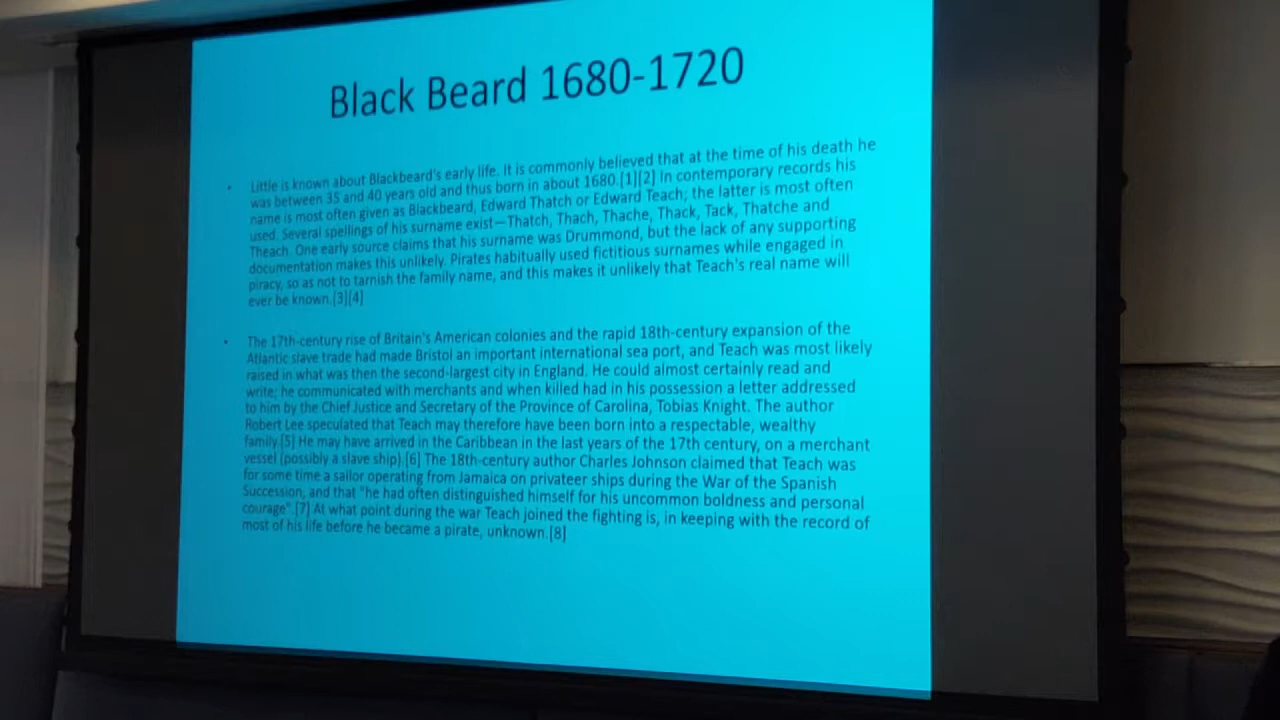 Black Beard 1680-1720
• Little is known about Blackbeard's early life. It is commonly believed that at the time of his death he
was between 35 and 40 years old and thus born in about 1680.[1][2] In contemporary records his
name is most often given as Blackbeard, Edward Thatch or Edward Teach; the latter is most often
used. Several spellings of his surname exist—Thatch, Thach, Thache, Thack, Tack, Thatche and
Theach. One early source claims that his surname was Drummond, but the lack of any supporting
documentation makes this unlikely. Pirates habitually used fictitious surnames while engaged in
piracy, so as not to tarnish the family name, and this makes it unlikely that Teach's real name will
ever be known.[3][4]
• The 17th-century rise of Britain's American colonies and the rapid 18th-century expansion of the
Atlantic slave trade had made Bristol an important international sea port, and Teach was most likely
raised in what was then the second-largest city in England. He could almost certainly read and
write; he communicated with merchants and when killed had in his possession a letter addressed
to him by the Chief Justice and Secretary of the Province of Carolina, Tobias Knight. The author
Robert Lee speculated that Teach may therefore have been born into a respectable, wealthy
family.[5] He may have arrived in the Caribbean in the last years of the 17th century, on a merchant
vessel (possibly a slave ship).[6] The 18th-century author Charles Johnson claimed that Teach was
for some time a sailor operating from Jamaica on privateer ships during the War of the Spanish
Succession, and that "he had often distinguished himself for his uncommon boldness and personal
courage".[7] At what point during the war Teach joined the fighting is, in keeping with the record of
most of his life before he became a pirate, unknown.[8]